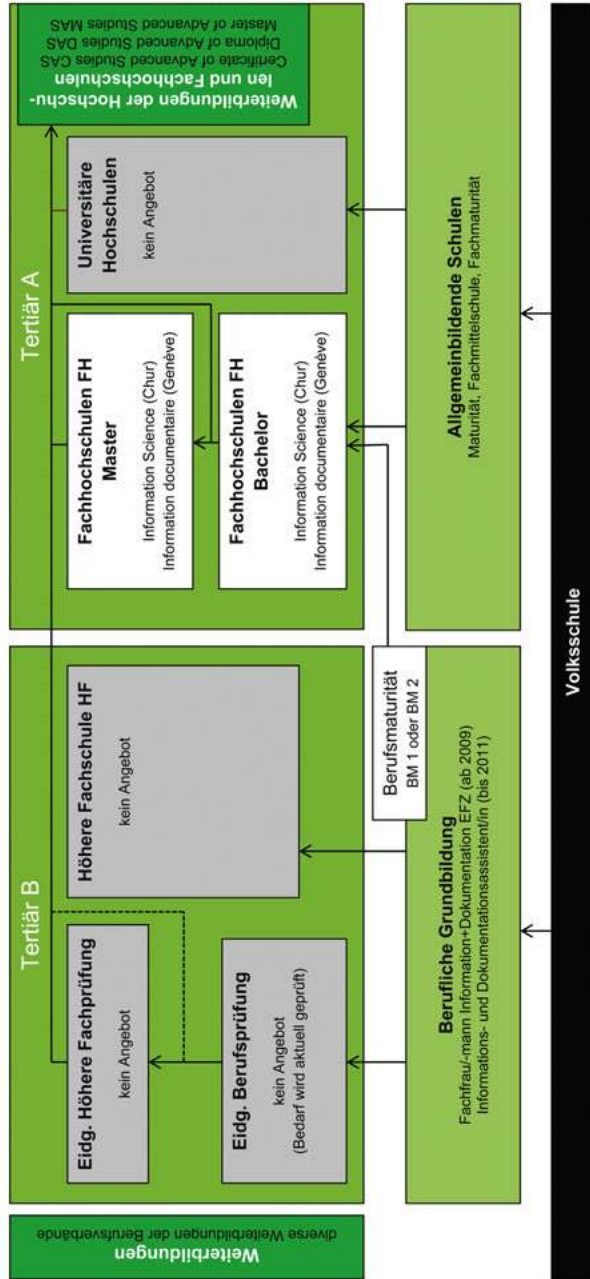 Weiterbildungen
diverse Weiterbildungen der Berufsverbände
Tertiär B
Eidg. Höhere Fachprüfung
kein Angebot
Eidg. Berufsprüfung
kein Angebot
(Bedarf wird aktuell geprüft)
Höhere Fachschule HF
kein Angebot
Tertiär A
Fachhochschulen FH
Master
Information Science (Chur)
Information documentaire (Genève)
Fachhochschulen FH
Bachelor
Information Science (Chur)
Information documentaire (Genève)
Universitäre
Hochschulen
kein Angebot
Weiterbildungen der Hochschu-
len und Fachhochschulen
Certificate of Advanced Studies CAS
Diploma of Advanced Studies DAS
Master of Advanced Studies MAS
Berufsmaturität
BM 1 oder BM 2
Berufliche Grundbildung
Fachfrau/-mann Information+Dokumentation EFZ (ab 2009)
Informations- und Dokumentationsassistent/in (bis 2011)
Allgemeinbildende Schulen
Maturität, Fachmittelschule, Fachmaturität
Volksschule